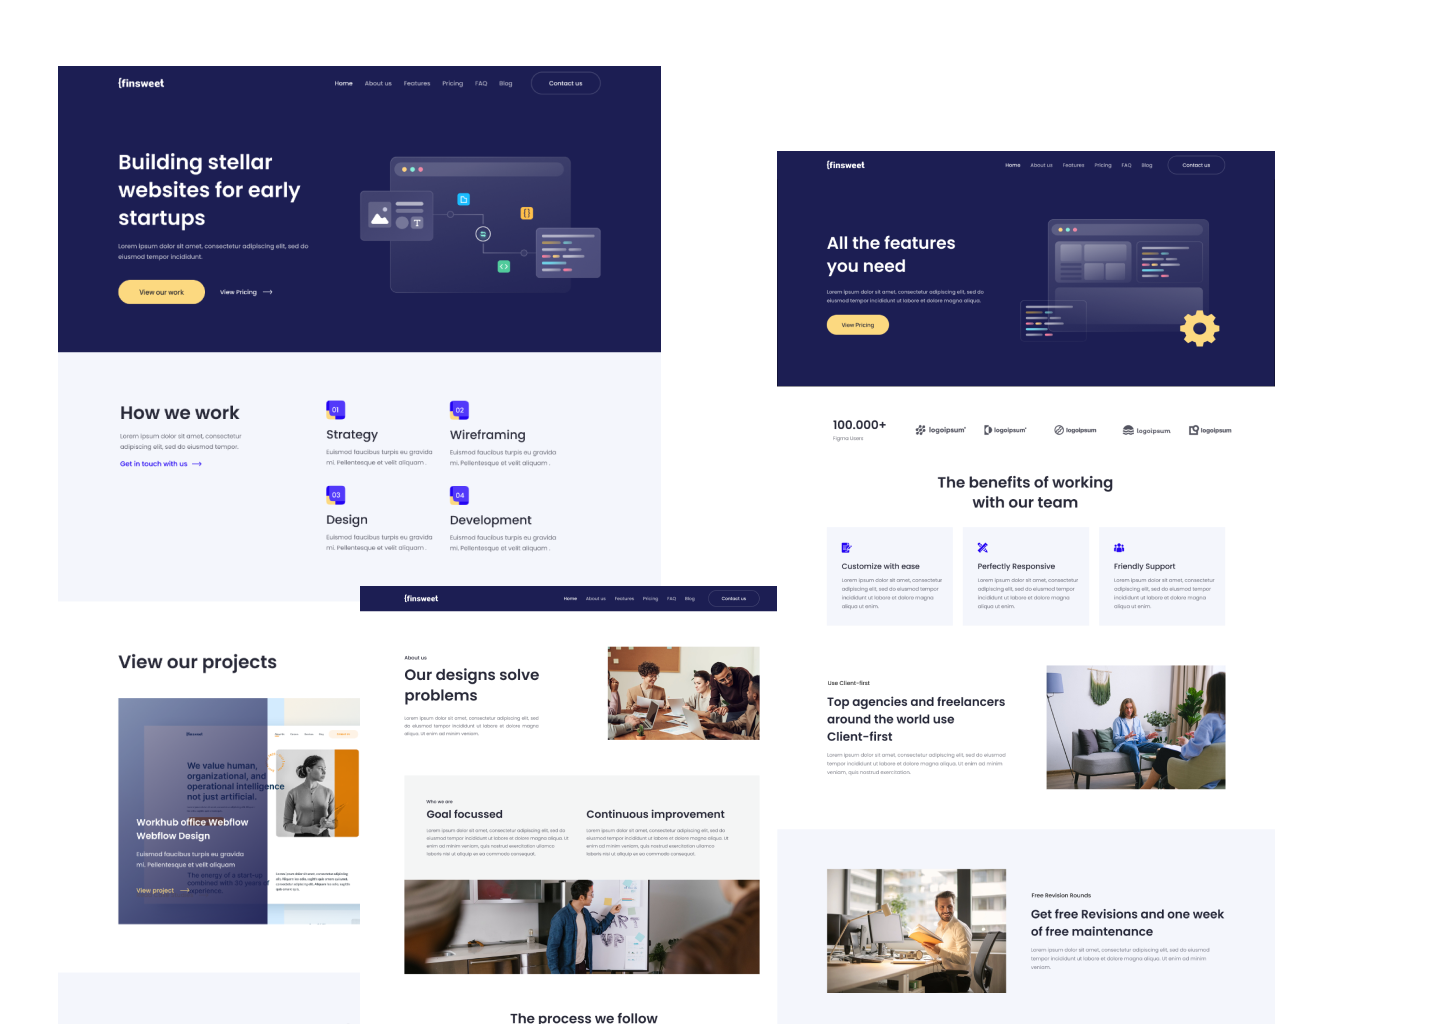 {finsweet
Home About us Features Pricing FAQ Blog Contact us
Building stellar
websites for early
startups
Lorem ipsum dolor sit amet, consectetur adipiscing elit, sed do
eiusmod tempor incididunt.
View our work View Pricing
T
How we work
Lorem ipsum dolor sit amet, consectetur
adipiscing elit, sed do eiusmod tempor.
Get in touch with us
01
Strategy
Euismod faucibus turpis eu gravida
mi. Pellentesque et velit aliquam .
02
Wireframing
Euismod faucibus turpis eu gravida
mi. Pellentesque et velit aliquam .
03
Design
Euismod faucibus turpis eu gravida
mi. Pellentesque et velit aliquam .
04
Development
Euismod faucibus turpis eu gravida
mi. Pellentesque et velit aliquam .
View our projects
We value human,
organizational, and
operational intelligence
not just artificial.
Workhub office Webflow
Webflow Design
Euismod faucibus turpis eu gravida
mi. Pellentesque et velit aliquam
The energy of a start-up
combined with 30 years of
experience.
View project
{finsweet
Home About us Features Pricing FAQ Blog Contact us
About us
Our designs solve
problems
Lorem ipsum dolor sit amet, consectetur adipiscing elit, sed
do eiusmod tempor incididunt ut labore et dolore magna
aliqua. Ut enim ad minim veniam,
Who we are
Goal focussed
Lorem ipsum dolor sit amet, consectetur adipiscing elit, sed do
eiusmod tempor incididunt ut labore et dolore magna aliqua. Ut
enim ad minim veniam, quis nostrud exercitation ullamco
laboris nisi ut aliquip ex ea commodo consequat.
Continuous improvement
Lorem ipsum dolor sit amet, consectetur adipiscing elit, sed do
eiusmod tempor incididunt ut labore et dolore magna aliqua. Ut
enim ad minim veniam, quis nostrud exercitation ullamco
laboris nisi ut aliquip ex ea commodo consequat.
START
UP
The process we follow
{finsweet
Home About us Features Pricing FAQ Blog Contact us
All the features
you need
Lorem ipsum dolor sit amet, consectetur adipiscing elit, sed do
eiusmod tempor incididunt ut labore et dolore magna aliqua.
View Pricing
100.000+
Figma Users
logoipsum logoipsum logoipsum logoipsum logoipsum
The benefits of working
with our team
Customize with ease
Lorem ipsum dolor sit amet, consectetur
adipiscing elit, sed do eiusmod tempor
incididunt ut labore et dolore magna
aliqua ut enim.
Perfectly Responsive
Lorem ipsum dolor sit amet, consectetur
adipiscing elit, sed do eiusmod tempor
incididunt ut labore et dolore magna
aliqua ut enim.
Friendly Support
Lorem ipsum dolor sit amet, consectetur
adipiscing elit, sed do eiusmod tempor
incididunt ut labore et dolore magna
aliqua ut enim.
Use Client-first
Top agencies and freelancers
around the world use
Client-first
Lorem ipsum dolor sit amet, consectetur adipiscing elit, sed do eiusmod
tempor incididunt ut labore et dolore magna aliqua. Ut enim ad minim
veniam, quis nostrud exercitation.
Free Revision Rounds
Get free Revisions and one week
of free maintenance
Lorem ipsum dolor sit amet, consectetur adipiscing elit, sed do eiusmod
tempor incididunt ut labore et dolore magna aliqua. Ut enim ad minim
veniam.